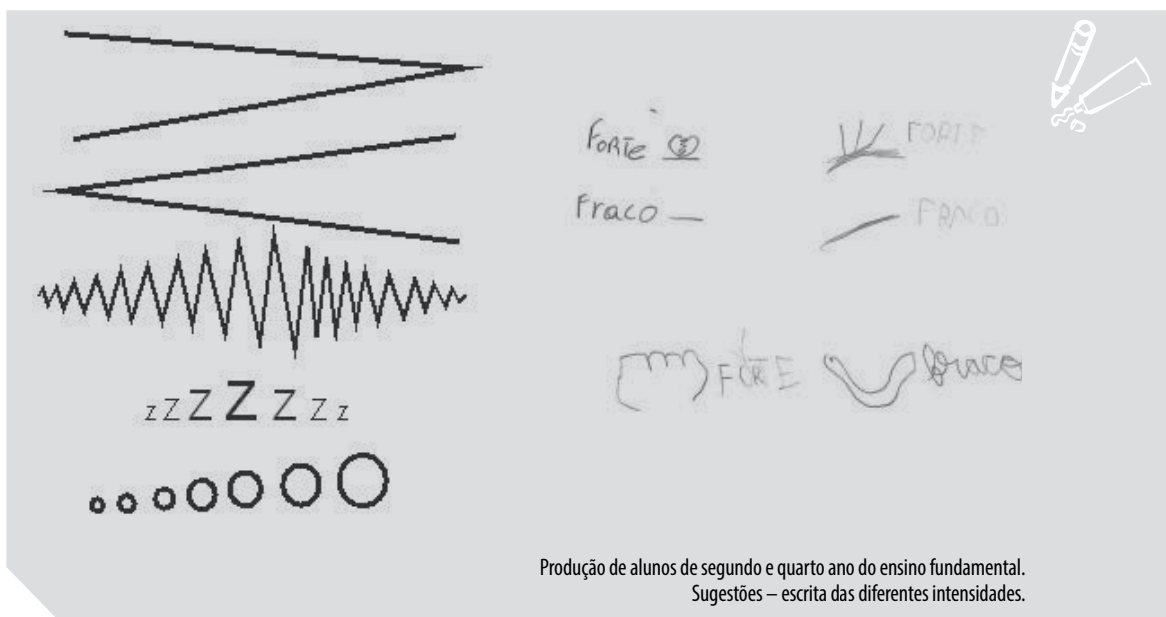 zZZZZZz
Forte
Fraco
FORTE
FRACO
FORE
fraco
Produção de alunos de segundo e quarto ano do ensino fundamental.
Sugestões – escrita das diferentes intensidades.